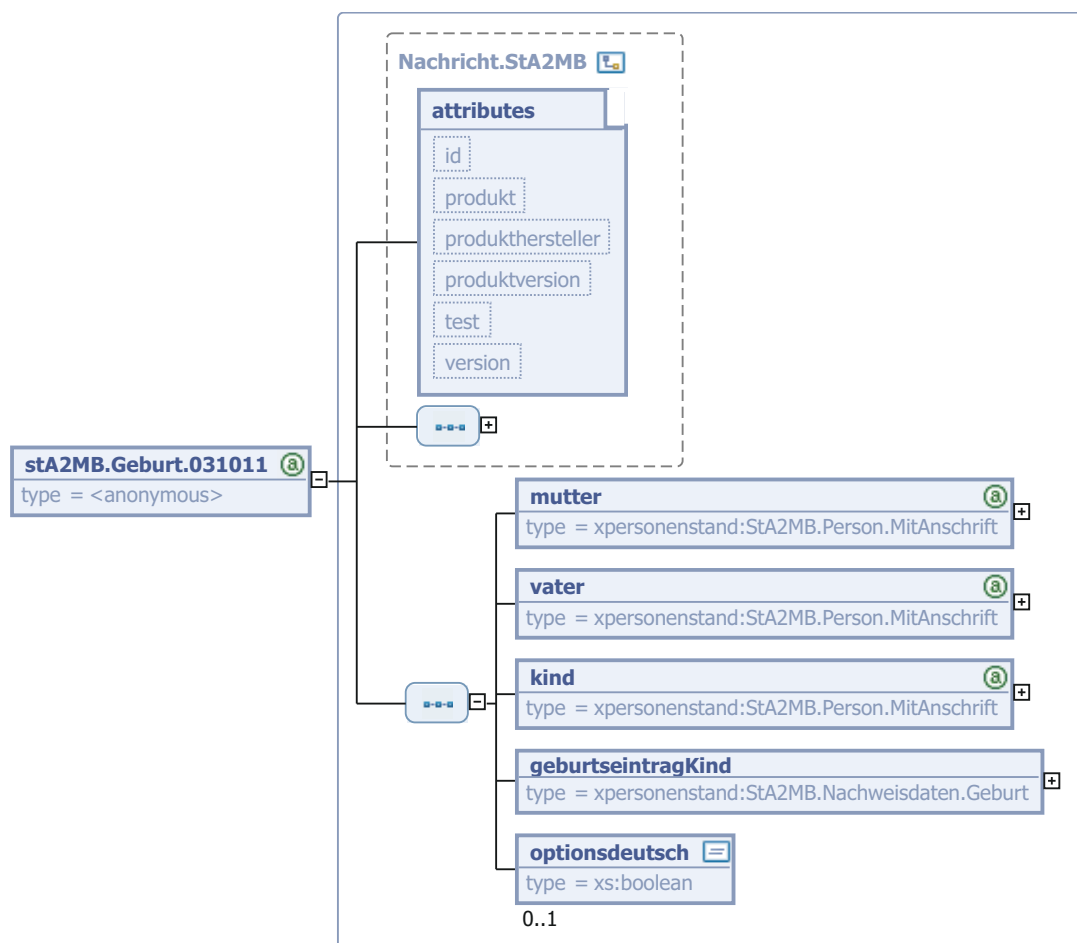 Nachricht.StA2MB
attributes
id
produkt
produkthersteller
produktversion
test
version
stA2MB.Geburt.031011
type = <anonymous>
mutter
type = xpersonenstand:StA2MB.Person.MitAnschrift
vater
type = xpersonenstand:StA2MB.Person.MitAnschrift
kind
type = xpersonenstand:StA2MB.Person.MitAnschrift
geburtseintragKind
type = xpersonenstand:StA2MB.Nachweisdaten.Geburt
optionsdeutsch
type = xs:boolean
0..1